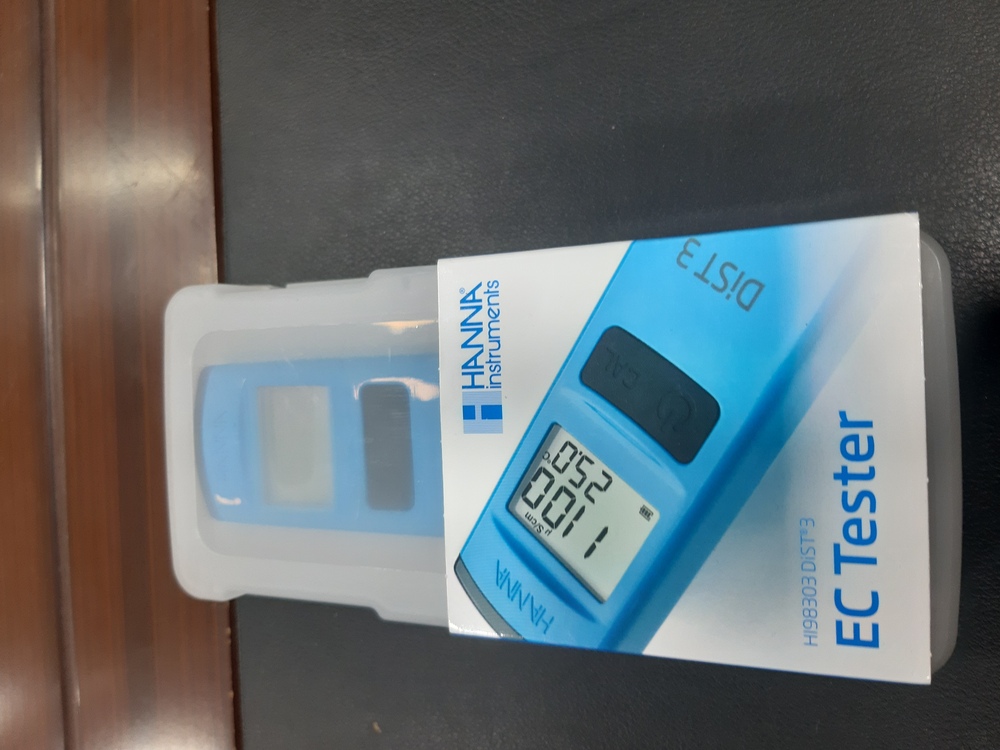 HANNA®
instruments
DiST 3
CAL
25.0 °C
1100 µS/cm
HANNA
HI98303 DiST®3
EC Tester